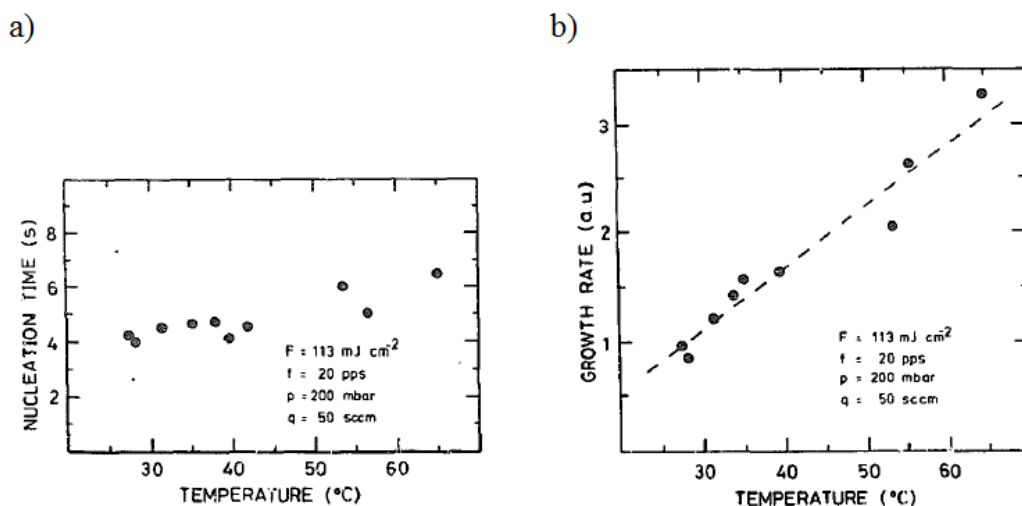 a)
NUCLEATION TIME (s)
8
6
4
2
F = 113 mJ cm⁻²
f = 20 pps
p = 200 mbar
q = 50 sccm
30 40 50 60
TEMPERATURE (°C)
b)
GROWTH RATE (a.u)
3
2
1
F = 113 mJ cm⁻²
f = 20 pps
p = 200 mbar
q = 50 sccm
30 40 50 60
TEMPERATURE (°C)